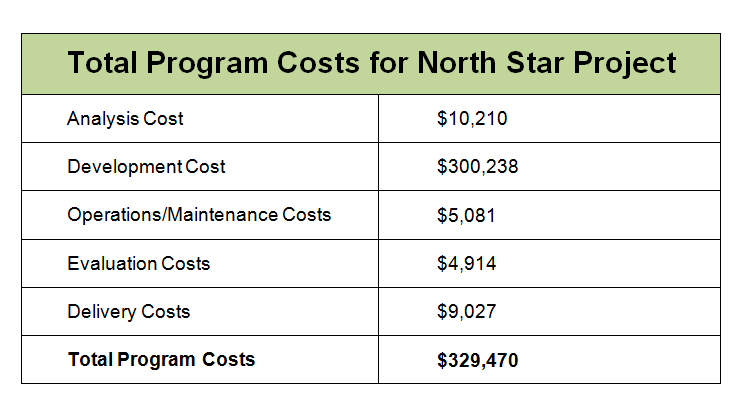 Total Program Costs for North Star Project
Analysis Cost $10,210
Development Cost $300,238
Operations/Maintenance Costs $5,081
Evaluation Costs $4,914
Delivery Costs $9,027
Total Program Costs $329,470